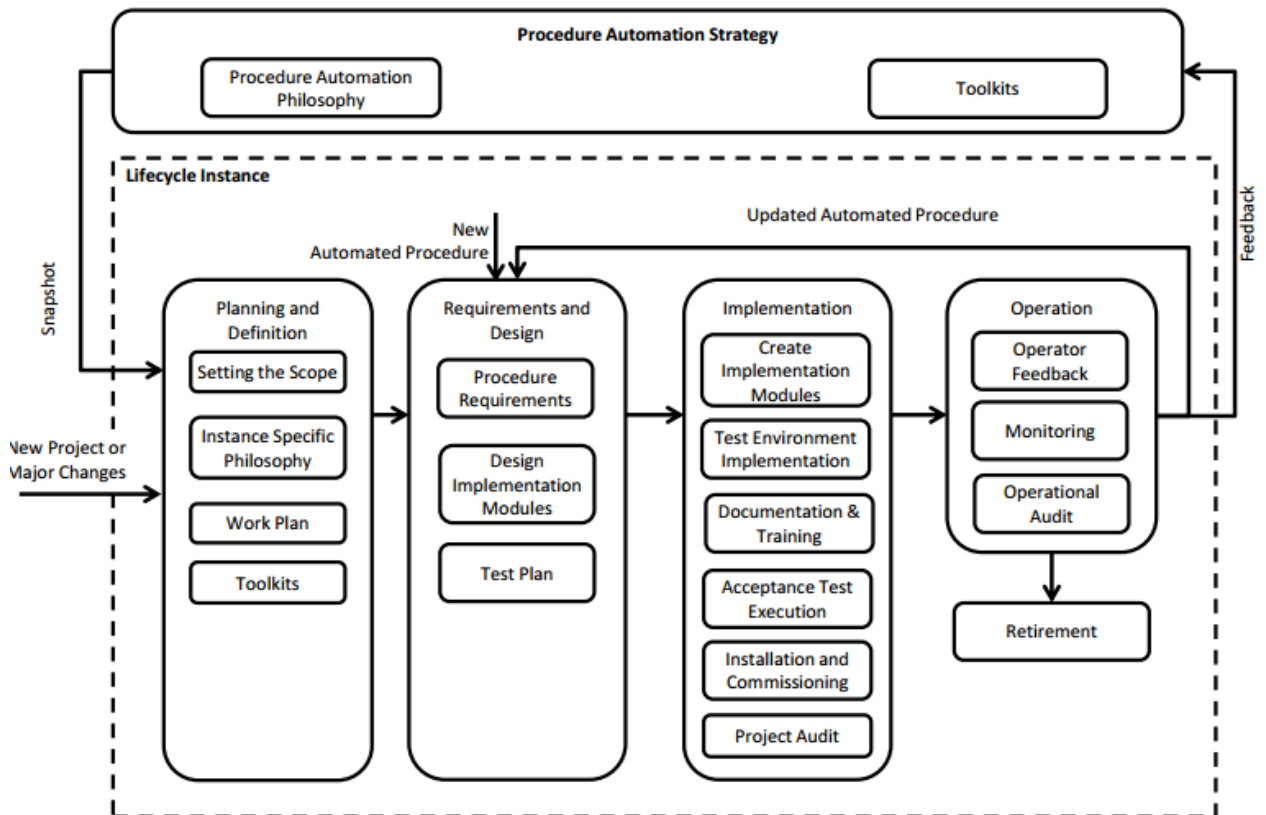 Procedure Automation Strategy
Procedure Automation
Philosophy
Toolkits
Lifecycle Instance
Snapshot
Feedback
New
Automated Procedure
Updated Automated Procedure
New Project or
Major Changes
Planning and
Definition
Setting the Scope
Instance Specific
Philosophy
Work Plan
Toolkits
Requirements and
Design
Procedure
Requirements
Design
Implementation
Modules
Test Plan
Implementation
Create
Implementation
Modules
Test Environment
Implementation
Documentation &
Training
Acceptance Test
Execution
Installation and
Commissioning
Project Audit
Operation
Operator
Feedback
Monitoring
Operational
Audit
Retirement